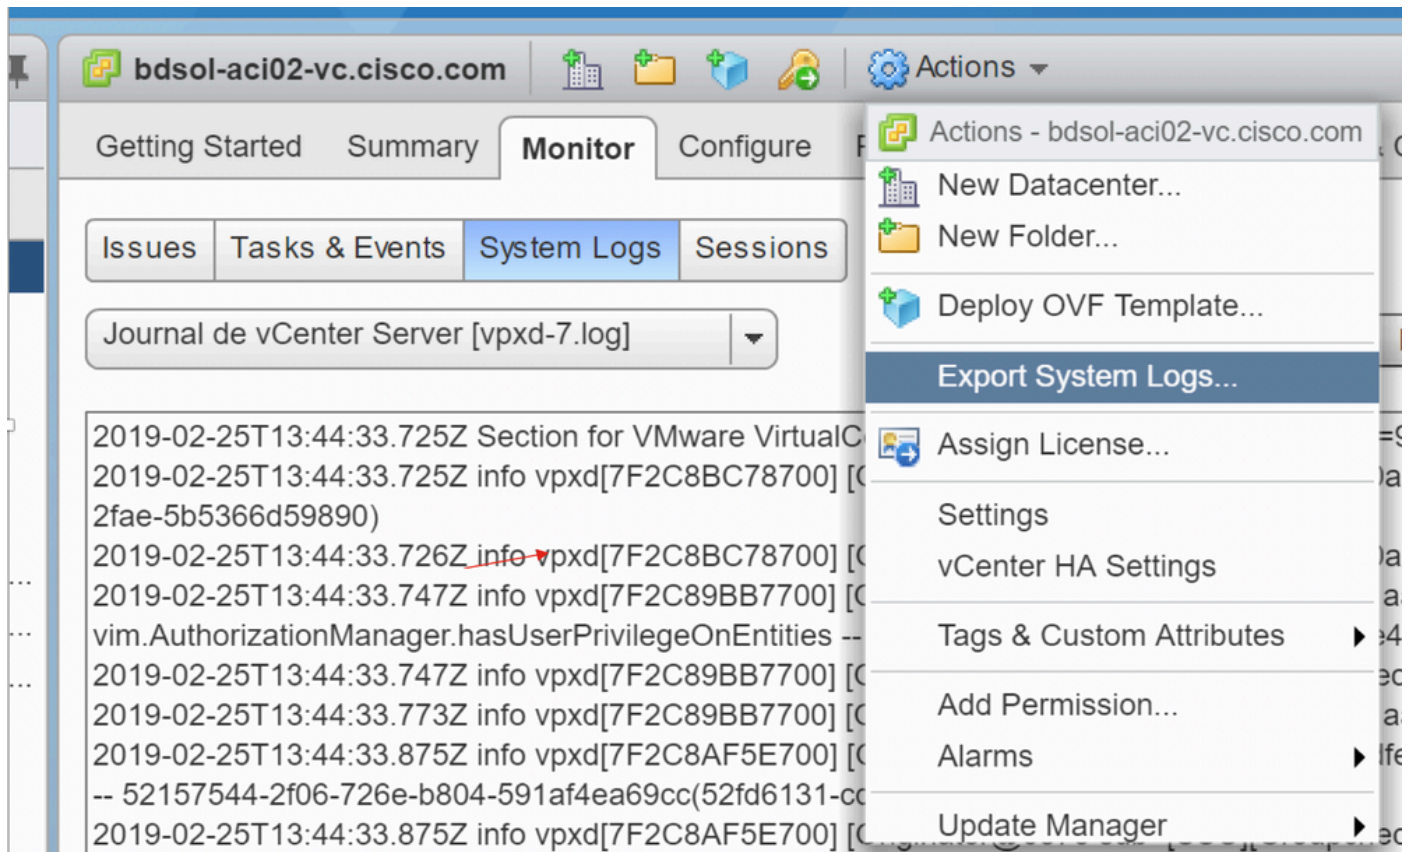 bdsol-aci02-vc.cisco.com Actions
Getting Started Summary Monitor Configure
Issues Tasks & Events System Logs Sessions
Journal de vCenter Server [vpxd-7.log]
2019-02-25T13:44:33.725Z Section for VMware VirtualC
2019-02-25T13:44:33.725Z info vpxd[7F2C8BC78700] [
2fae-5b5366d59890)
2019-02-25T13:44:33.726Z info vpxd[7F2C8BC78700] [
2019-02-25T13:44:33.747Z info vpxd[7F2C89BB7700] [
vim.AuthorizationManager.hasUserPrivilegeOnEntities --
2019-02-25T13:44:33.747Z info vpxd[7F2C89BB7700] [
2019-02-25T13:44:33.773Z info vpxd[7F2C89BB7700] [
2019-02-25T13:44:33.875Z info vpxd[7F2C8AF5E700] [
-- 52157544-2f06-726e-b804-591af4ea69cc(52fd6131-cc
2019-02-25T13:44:33.875Z info vpxd[7F2C8AF5E700]
Actions - bdsol-aci02-vc.cisco.com
New Datacenter...
New Folder...
Deploy OVF Template...
Export System Logs...
Assign License...
Settings
vCenter HA Settings
Tags & Custom Attributes
Add Permission...
Alarms
Update Manager